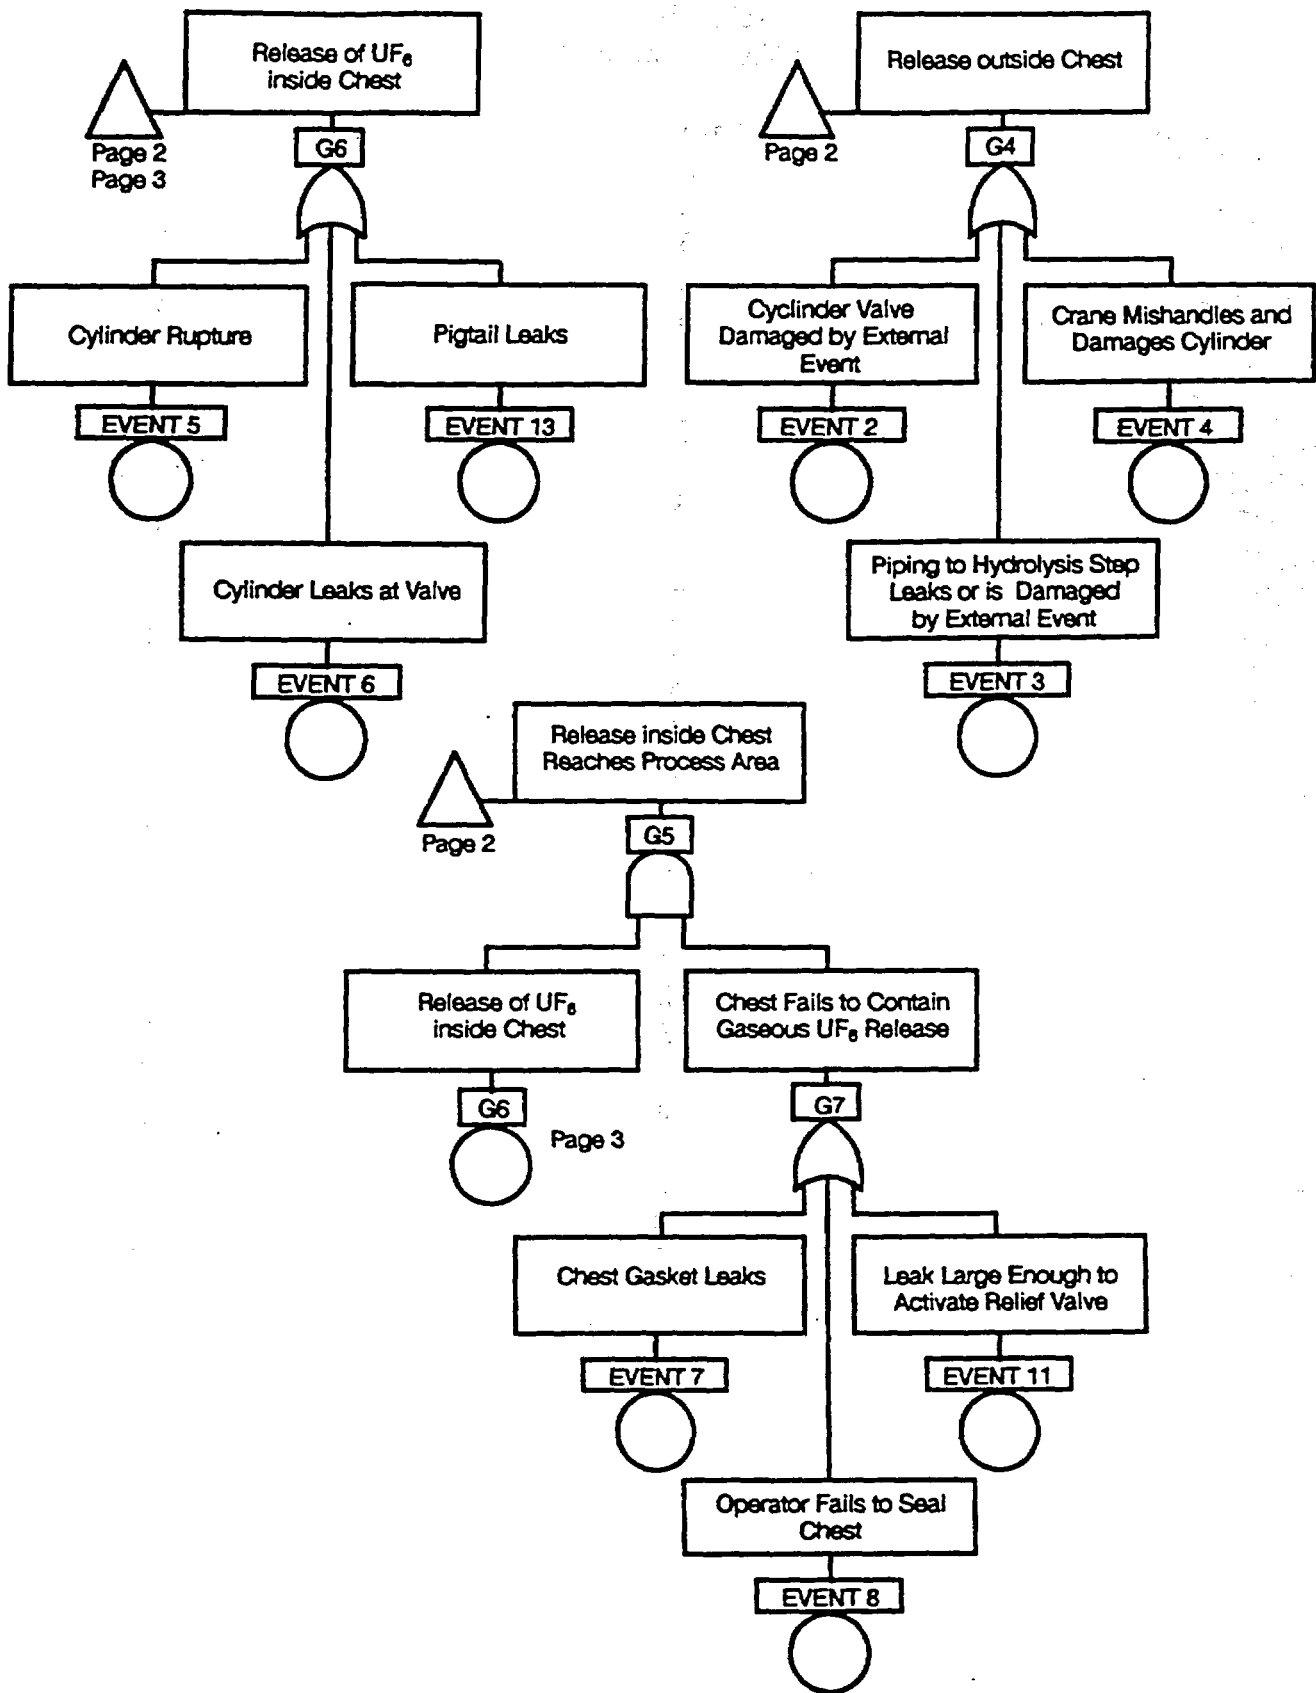 Release of UF₆
inside Chest
Page 2
Page 3
G6
Cylinder Rupture
Pigtail Leaks
EVENT 5
EVENT 13
Cylinder Leaks at Valve
EVENT 6
Release outside Chest
Page 2
G4
Cyclinder Valve
Damaged by External
Event
Crane Mishandles and
Damages Cylinder
EVENT 2
EVENT 4
Piping to Hydrolysis Step
Leaks or is Damaged
by External Event
EVENT 3
Release inside Chest
Reaches Process Area
Page 2
G5
Release of UF₆
inside Chest
Chest Fails to Contain
Gaseous UF₆ Release
G6
Page 3
G7
Chest Gasket Leaks
Leak Large Enough to
Activate Relief Valve
EVENT 7
EVENT 11
Operator Fails to Seal
Chest
EVENT 8